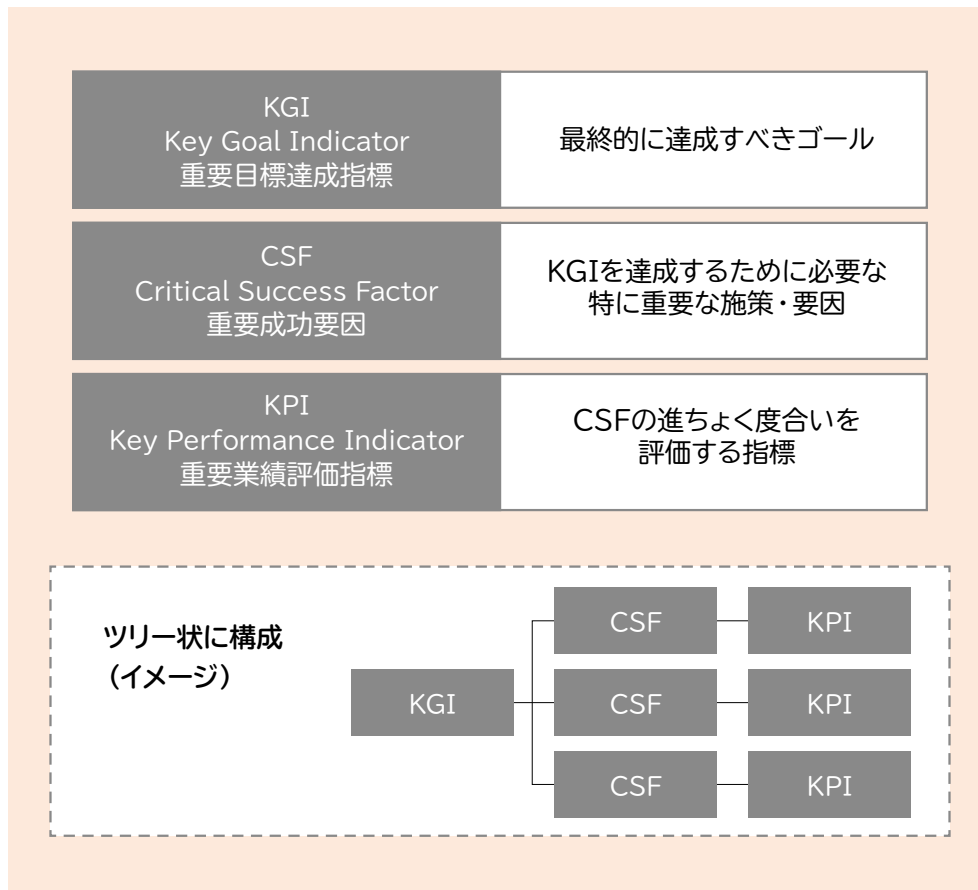 KGI
Key Goal Indicator
重要目標達成指標
最終的に達成すべきゴール
CSF
Critical Success Factor
重要成功要因
KGIを達成するために必要な
特に重要な施策・要因
KPI
Key Performance Indicator
重要業績評価指標
CSFの進ちょく度合いを
評価する指標
ツリー状に構成
（イメージ）
KGI
CSF
KPI
CSF
KPI
CSF
KPI